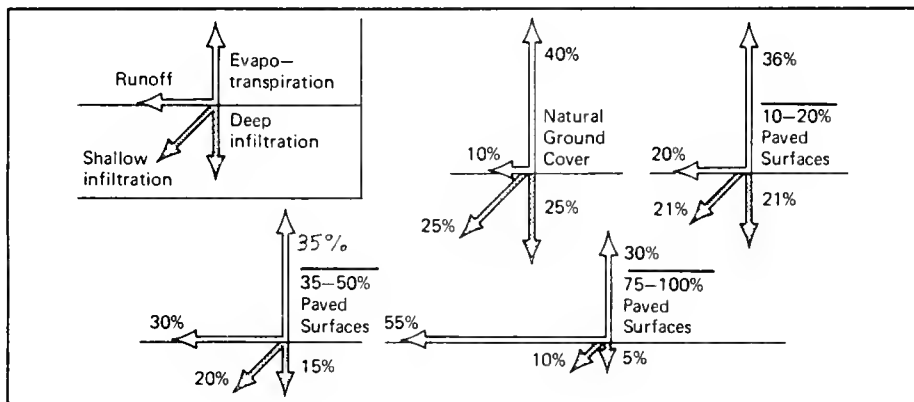 Evapo-
transpiration
Runoff
Deep
infiltration
Shallow
infiltration
40%
Natural
Ground
Cover
10%
25%
25%
36%
10-20%
Paved
Surfaces
20%
21%
21%
35%
35-50%
Paved
Surfaces
30%
20%
15%
30%
75-100%
Paved
Surfaces
55%
10%
5%